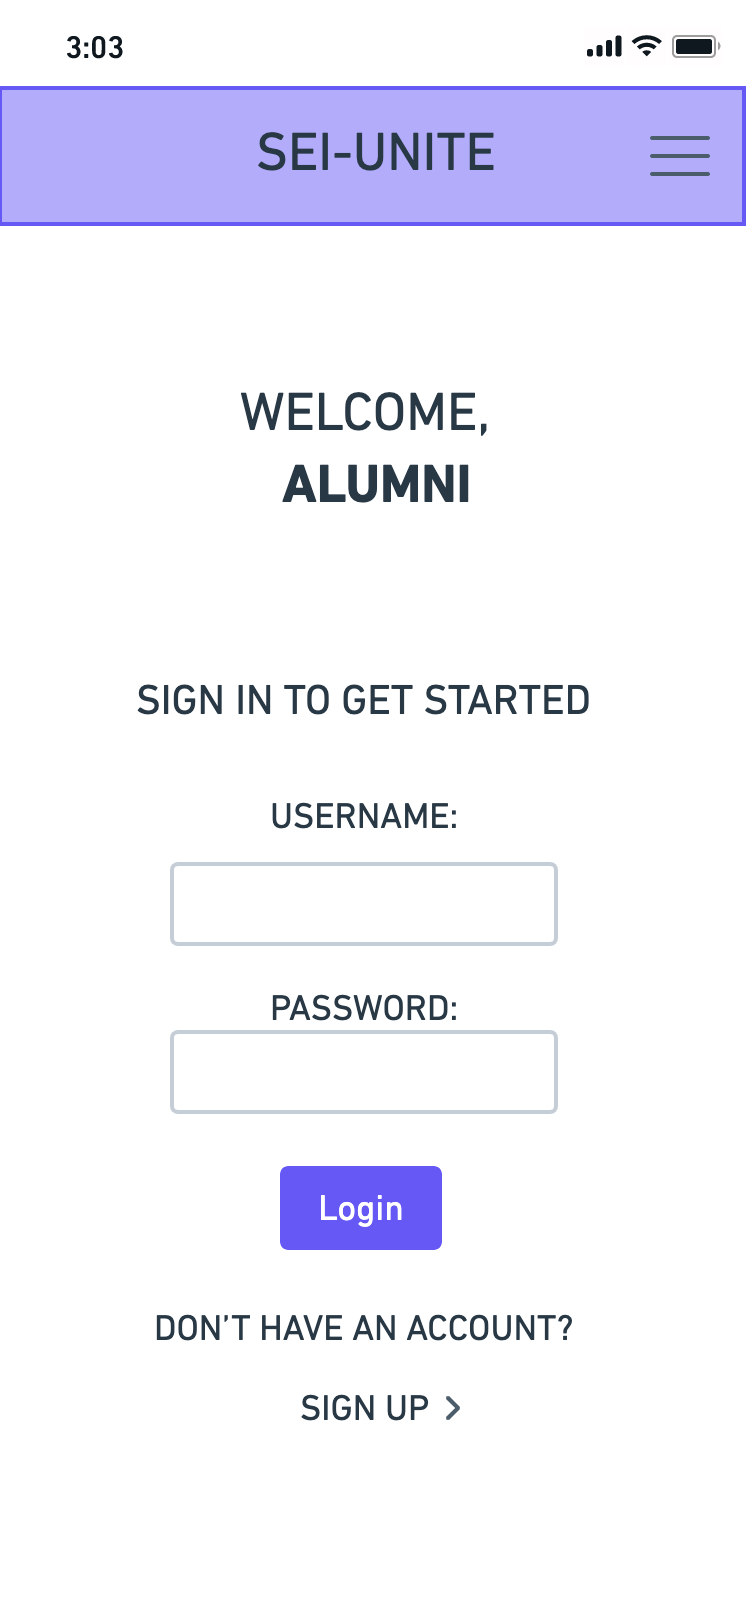 3:03
SEI-UNITE
WELCOME,
ALUMNI
SIGN IN TO GET STARTED
USERNAME:
PASSWORD:
Login
DON’T HAVE AN ACCOUNT?
SIGN UP